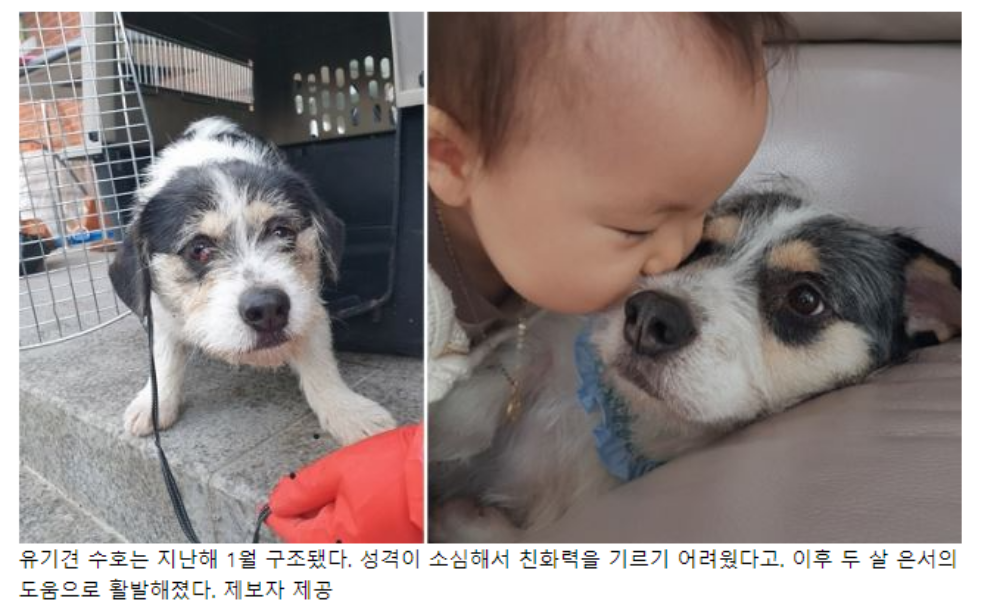 유기견 수호는 지난해 1월 구조됐다. 성격이 소심해서 친화력을 기르기 어려웠다고. 이후 두 살 은서의
도움으로 활발해졌다. 제보자 제공